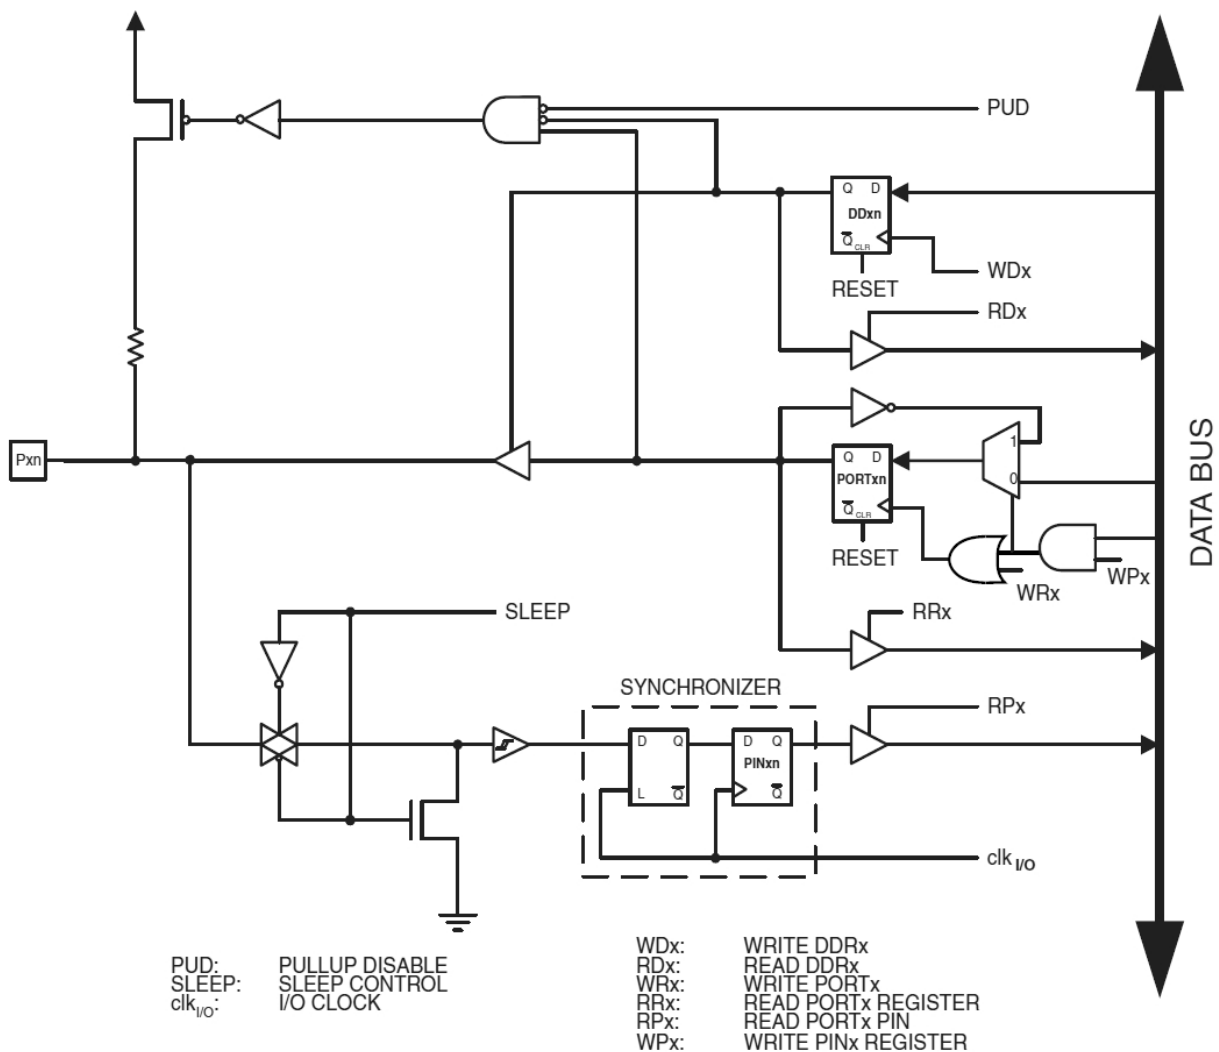 PUD
Q D
DDxn
Q
CLR
WDx
RESET
RDx
Pxn
1
Q D
0
PORTxn
Q
CLR
RESET
WRx
WPx
DATA BUS
SLEEP
RRx
SYNCHRONIZER
RPx
D Q
D Q
PINxn
L Q
Q
clk I/O
PUD: PULLUP DISABLE
SLEEP: SLEEP CONTROL
clkI/O: I/O CLOCK
WDx: WRITE DDRx
RDx: READ DDRx
WRx: WRITE PORTx
RRx: READ PORTx REGISTER
RPx: READ PORTx PIN
WPx: WRITE PINx REGISTER